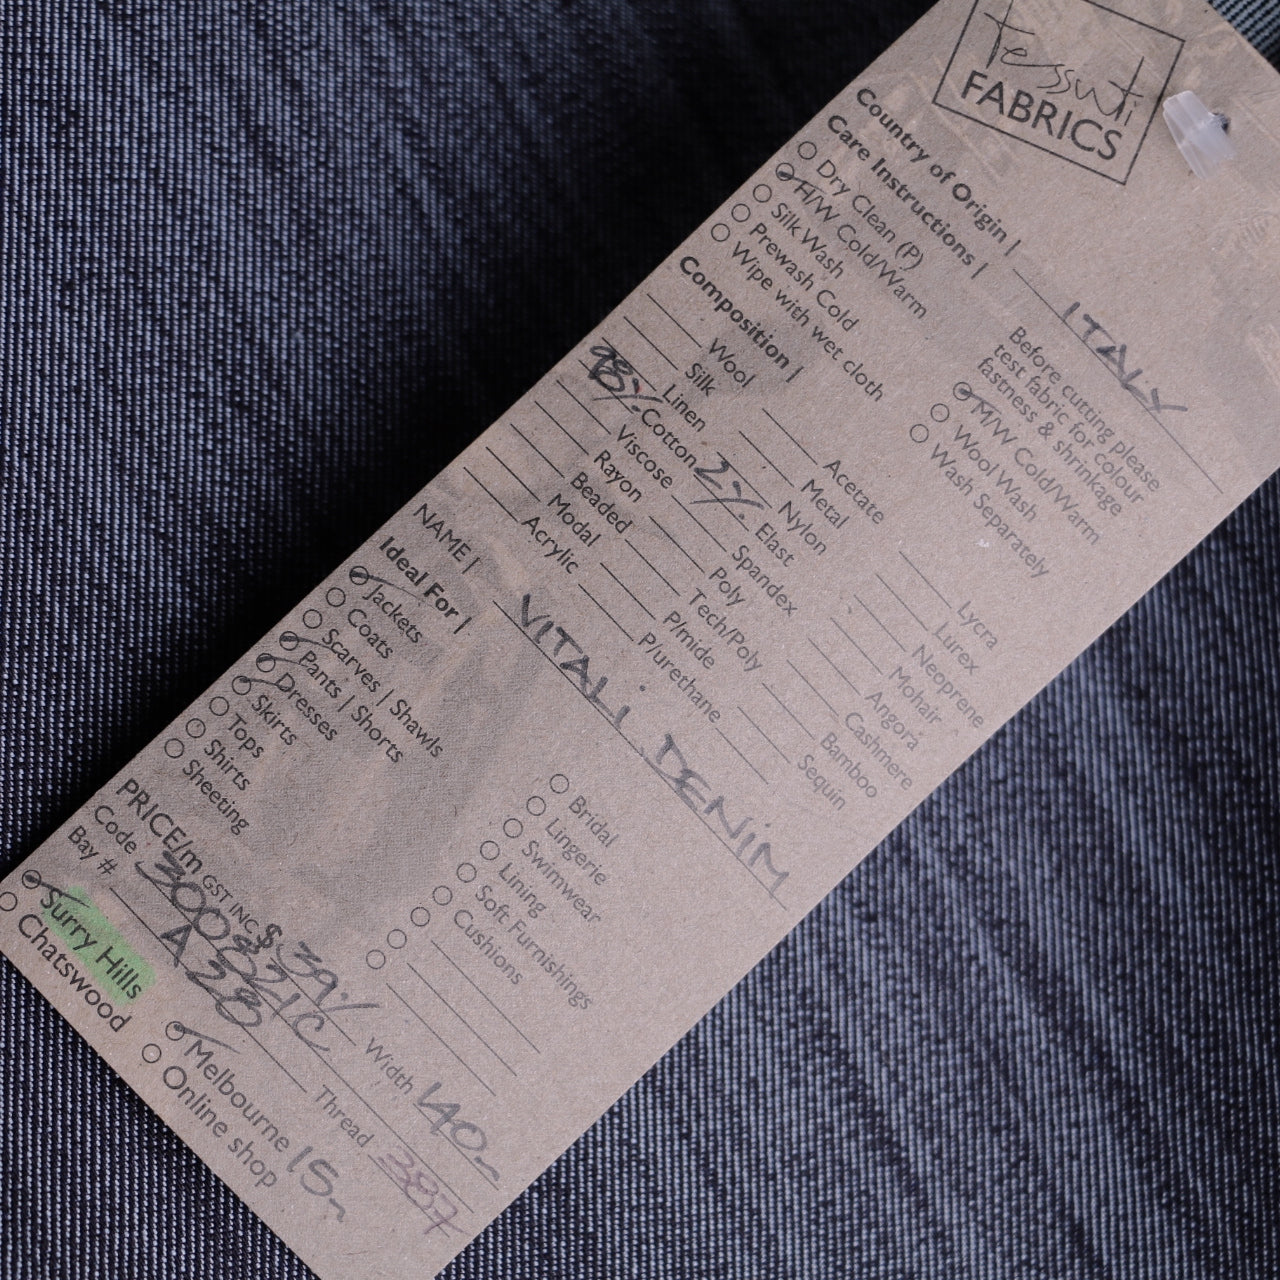 Tessuti
FABRICS
Country of Origin | ITALY
Care Instructions |
Dry Clean (P)
H/W Cold/Warm
Silk Wash
Prewash Cold
Wipe with wet cloth
Before cutting please
test fabric for colour
fastness & shrinkage
M/W Cold/Warm
Wool Wash
Wash Separately
Composition |
Wool
Silk
Linen
98% Cotton
Viscose
Rayon
Beaded
Modal
Acrylic
Acetate
Metal
Nylon
2% Elast
Spandex
Poly
Tech/Poly
P/mide
P/urethane
Lycra
Lurex
Neoprene
Mohair
Angora
Cashmere
Bamboo
Sequin
NAME | VITALI DENIM
Ideal For |
Jackets
Coats
Scarves | Shawls
Pants | Shorts
Dresses
Skirts
Tops
Shirts
Sheeting
Bridal
Lingerie
Swimwear
Lining
Soft Furnishings
Cushions
PRICE/m GST INC $ 39 Width 140
Code
Bay # A28 Thread 387
Surry Hills
Chatswood
Melbourne 15m
Online shop